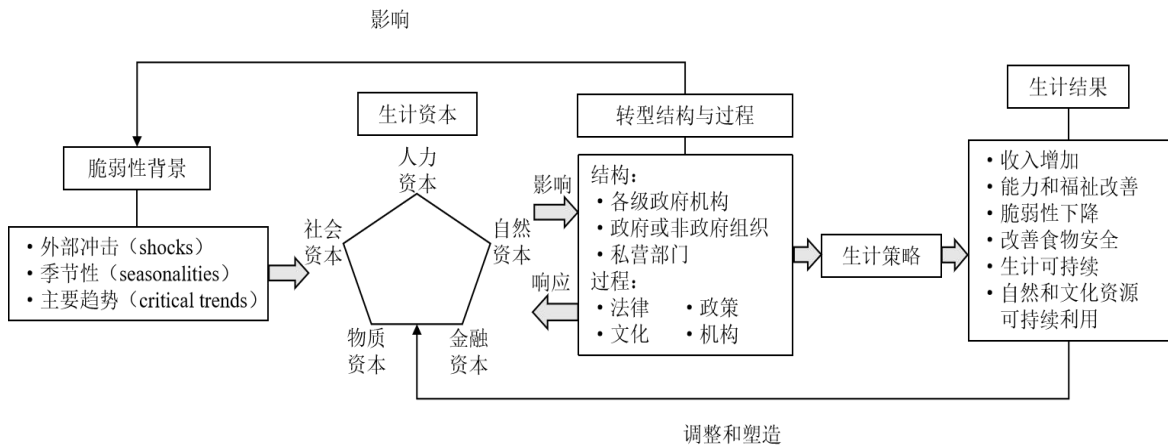 影响
脆弱性背景
• 外部冲击（shocks）
• 季节性（seasonalities）
• 主要趋势（critical trends）
生计资本
人力
资本
社会
资本
自然
资本
物质
资本
金融
资本
影响
响应
转型结构与过程
结构：
• 各级政府机构
• 政府或非政府组织
• 私营部门
过程：
• 法律 • 政策
• 文化 • 机构
生计策略
生计结果
• 收入增加
• 能力和福祉改善
• 脆弱性下降
• 改善食物安全
• 生计可持续
• 自然和文化资源
可持续利用
调整和塑造